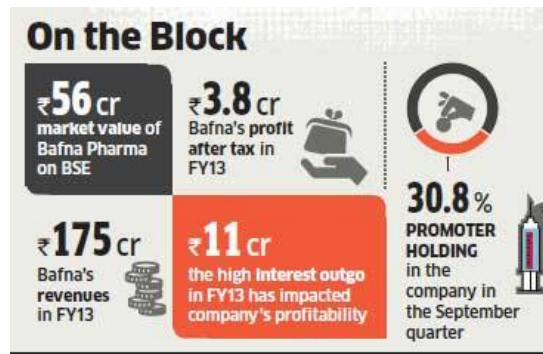 On the Block
₹56 cr
market value of
Bafna Pharma
on BSE
₹3.8 cr
Bafna's profit
after tax in
FY13
₹175 cr
Bafna's
revenues
in FY13
₹11 cr
the high interest outgo
in FY13 has impacted
company's profitability
30.8%
PROMOTER
HOLDING
in the
company in
the September
quarter